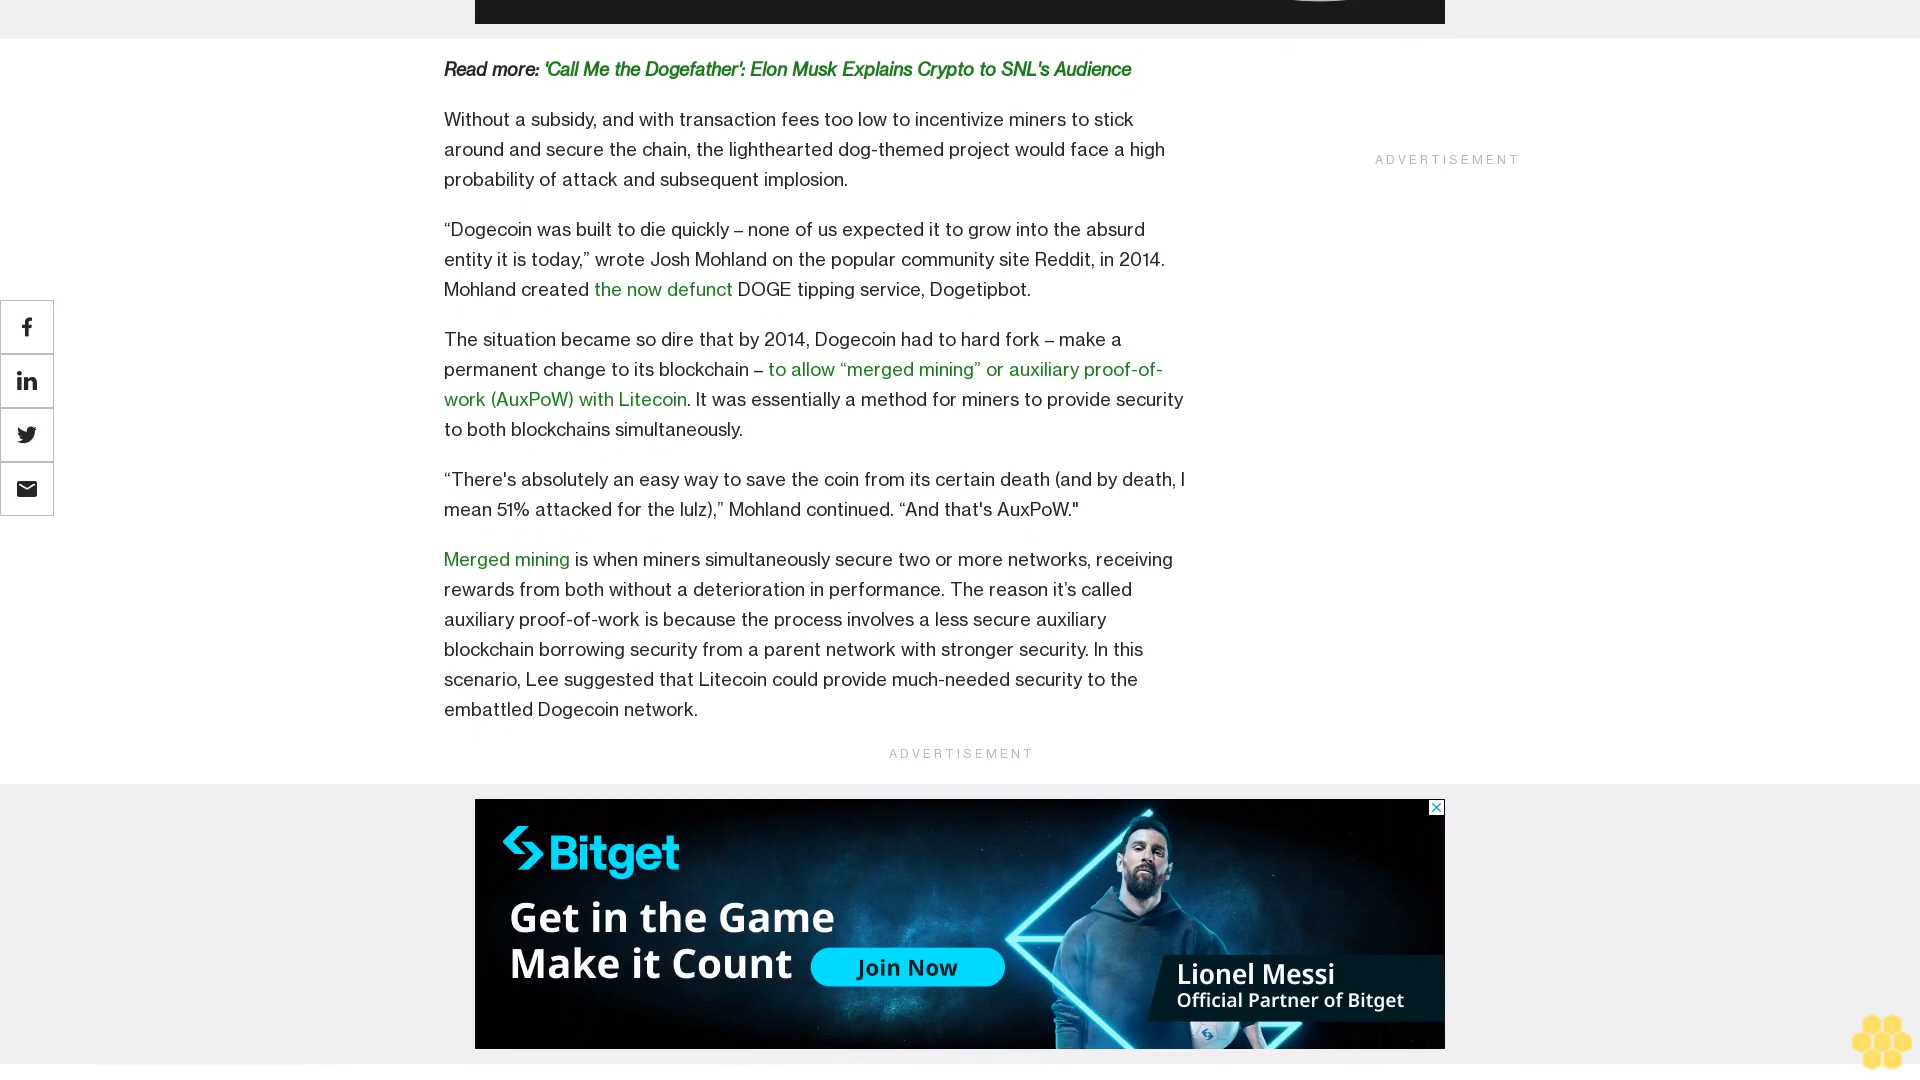 Read more: 'Call Me the Dogefather': Elon Musk Explains Crypto to SNL's Audience
Without a subsidy, and with transaction fees too low to incentivize miners to stick
around and secure the chain, the lighthearted dog-themed project would face a high
probability of attack and subsequent implosion.
ADVERTISEMENT
“Dogecoin was built to die quickly – none of us expected it to grow into the absurd
entity it is today,” wrote Josh Mohland on the popular community site Reddit, in 2014.
Mohland created the now defunct DOGE tipping service, Dogetipbot.
The situation became so dire that by 2014, Dogecoin had to hard fork – make a
permanent change to its blockchain – to allow “merged mining” or auxiliary proof-of-
work (AuxPoW) with Litecoin. It was essentially a method for miners to provide security
to both blockchains simultaneously.
“There's absolutely an easy way to save the coin from its certain death (and by death, I
mean 51% attacked for the lulz),” Mohland continued. “And that's AuxPoW."
Merged mining is when miners simultaneously secure two or more networks, receiving
rewards from both without a deterioration in performance. The reason it’s called
auxiliary proof-of-work is because the process involves a less secure auxiliary
blockchain borrowing security from a parent network with stronger security. In this
scenario, Lee suggested that Litecoin could provide much-needed security to the
embattled Dogecoin network.
ADVERTISEMENT
Bitget
Get in the Game
Make it Count
Join Now
Lionel Messi
Official Partner of Bitget